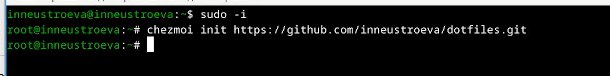 inneustroeva@inneustroeva:~$ sudo -i
root@inneustroeva:~# chezmoi init https://github.com/inneustroeva/dotfiles.git
root@inneustroeva:~#